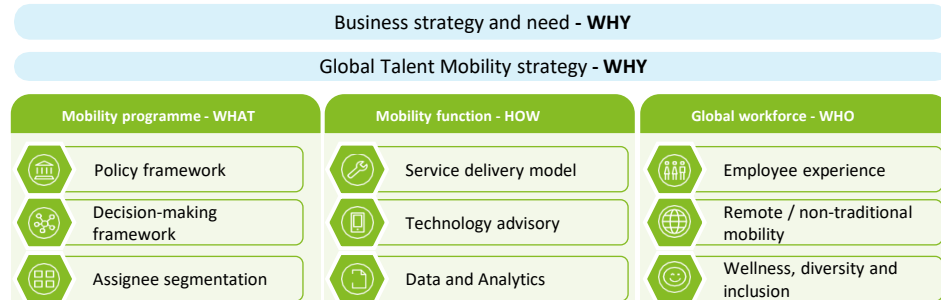 Business strategy and need - WHY
Global Talent Mobility strategy - WHY
Mobility programme - WHAT
Policy framework
Decision-making
framework
Assignee segmentation
Mobility function - HOW
Service delivery model
Technology advisory
Data and Analytics
Global workforce - WHO
Employee experience
Remote / non-traditional
mobility
Wellness, diversity and
inclusion